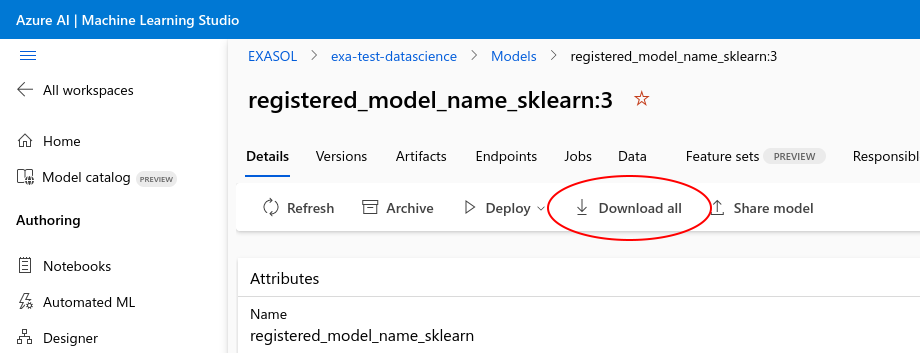 Azure AI | Machine Learning Studio
EXASOL > exa-test-datascience > Models > registered_model_name_sklearn:3
All workspaces
registered_model_name_sklearn:3
Home
Details Versions Artifacts Endpoints Jobs Data Feature sets PREVIEW Responsibl
Model catalog PREVIEW
Refresh Archive Deploy Download all Share model
Authoring
Notebooks
Attributes
Automated ML
Name
Designer
registered_model_name_sklearn